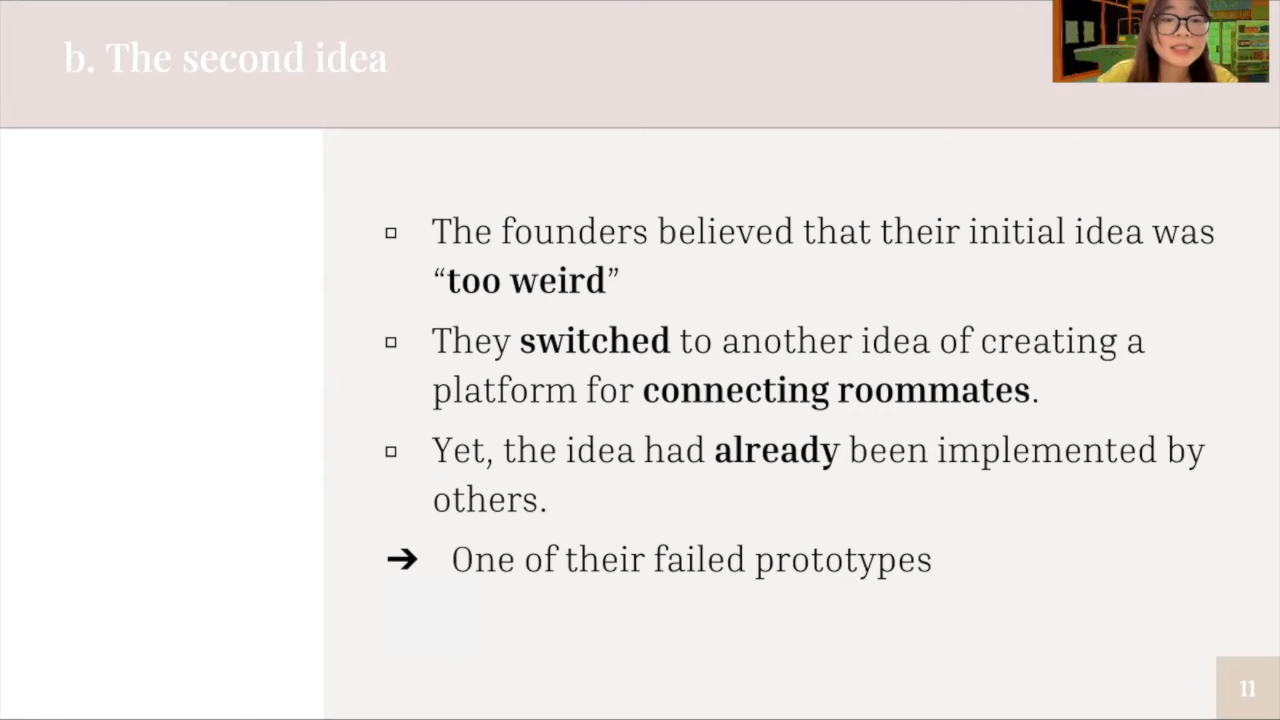 b. The second idea
▫ The founders believed that their initial idea was
“too weird”
▫ They switched to another idea of creating a
platform for connecting roommates.
▫ Yet, the idea had already been implemented by
others.
➔ One of their failed prototypes
11